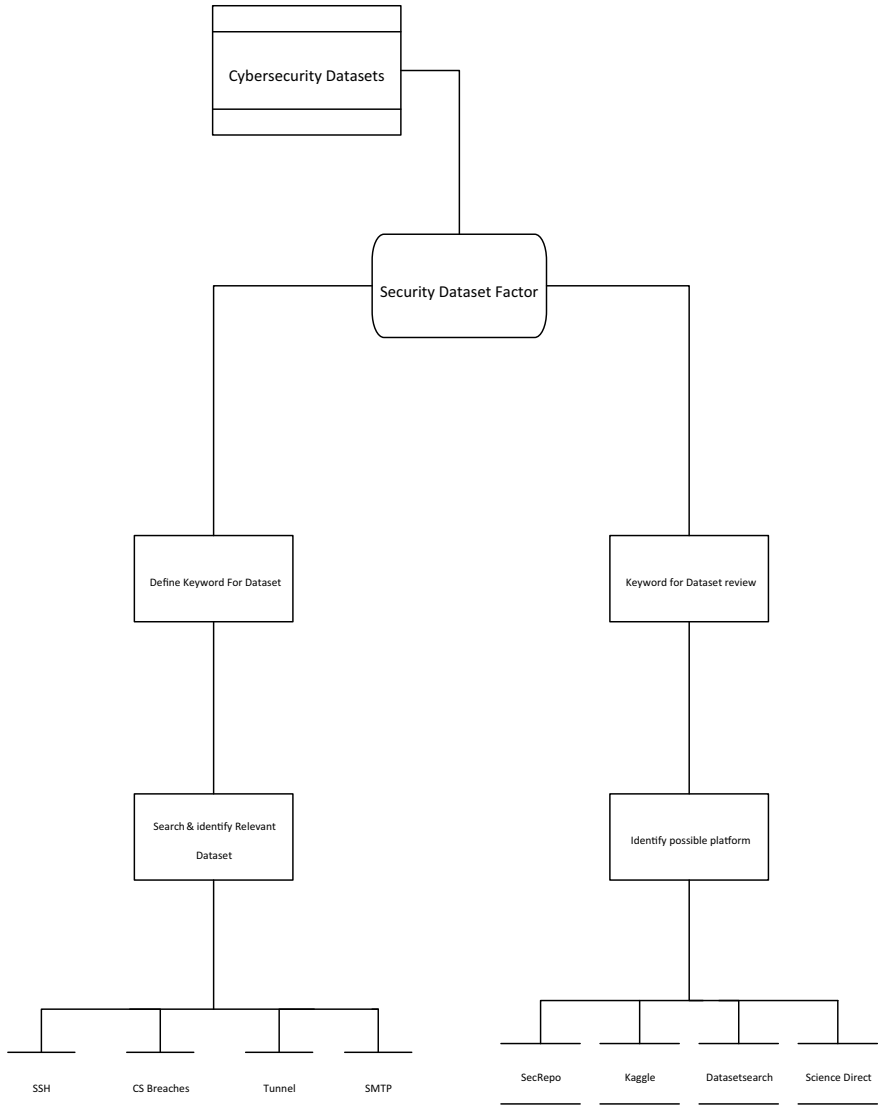 Cybersecurity Datasets
Security Dataset Factor
Define Keyword For Dataset
Keyword for Dataset review
Search & identify Relevant
Dataset
Identify possible platform
SSH
CS Breaches
Tunnel
SMTP
SecRepo
Kaggle
Datasetsearch
Science Direct